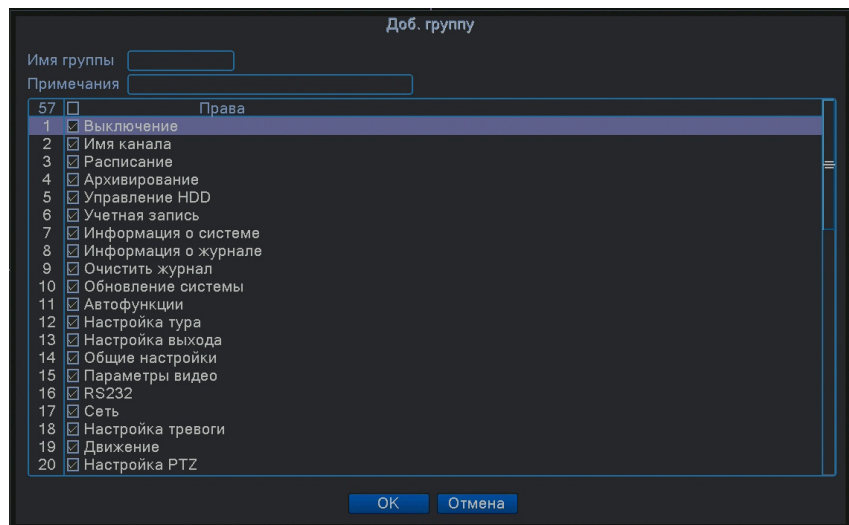 Доб. группу
Имя группы
Примечания
57 Права
1 Выключение
2 Имя канала
3 Расписание
4 Архивирование
5 Управление HDD
6 Учетная запись
7 Информация о системе
8 Информация о журнале
9 Очистить журнал
10 Обновление системы
11 Автофункции
12 Настройка тура
13 Настройка выхода
14 Общие настройки
15 Параметры видео
16 RS232
17 Сеть
18 Настройка тревоги
19 Движение
20 Настройка PTZ
OK Отмена